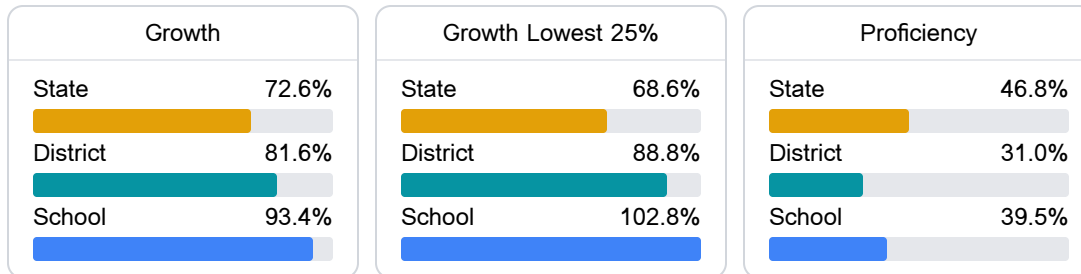 Growth
State 72.6%
District 81.6%
School 93.4%
Growth Lowest 25%
State 68.6%
District 88.8%
School 102.8%
Proficiency
State 46.8%
District 31.0%
School 39.5%